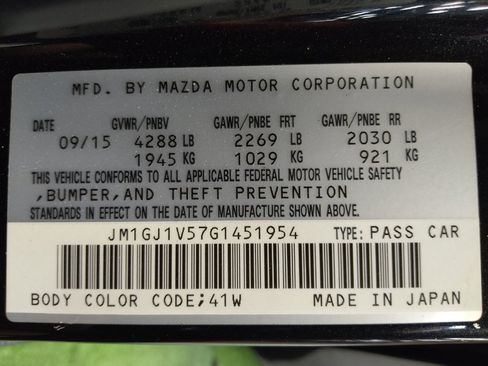 MFD. BY MAZDA MOTOR CORPORATION
DATE GVWR/PNBV GAWR/PNBE FRT GAWR/PNBE RR
09/15 4288 LB 2269 LB 2030 LB
1945 KG 1029 KG 921 KG
THIS VEHICLE CONFORMS TO ALL APPLICABLE FEDERAL MOTOR VEHICLE SAFETY
,BUMPER,AND THEFT PREVENTION
STANDARDS IN EFFECT ON THE DATE OF MANUFACTURE SHOWN ABOVE.
JM1GJ1V57G1451954 TYPE: PASS CAR
BODY COLOR CODE;41W MADE IN JAPAN